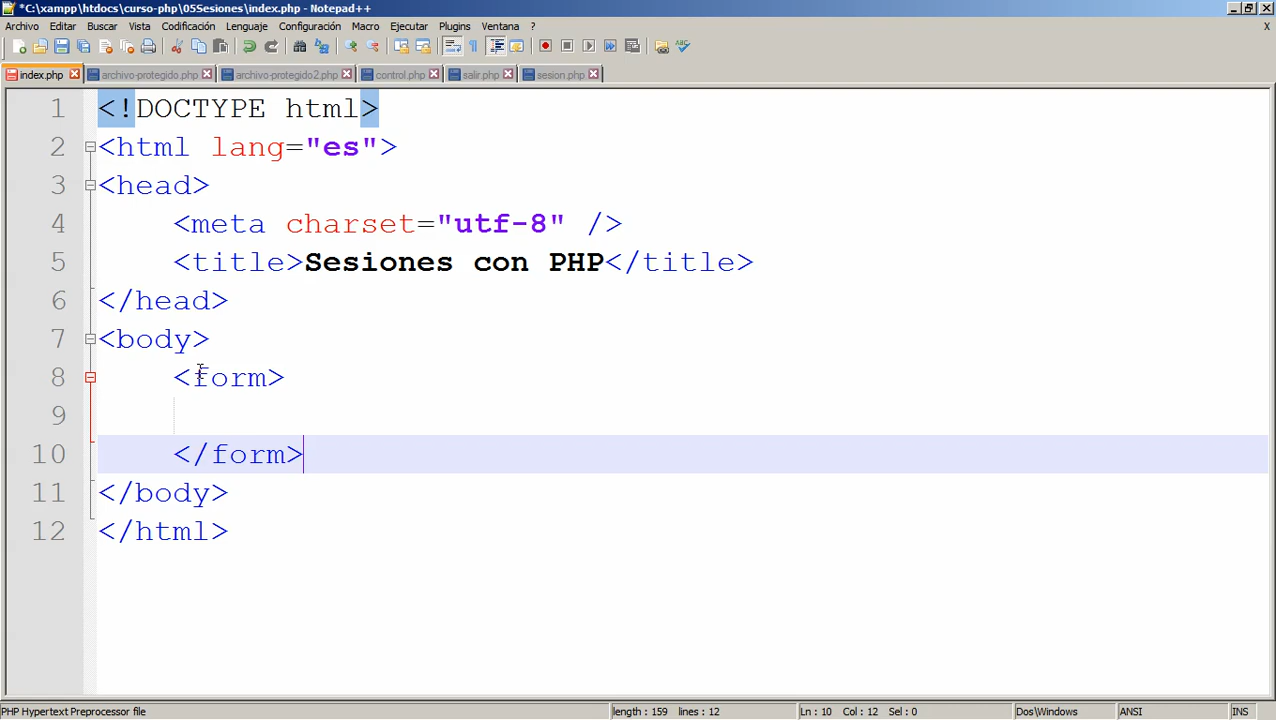 *C:\xampp\htdocs\curso-php\05Sesiones\index.php - Notepad++
Archivo Editar Buscar Vista Codificación Lenguaje Configuración Macro Ejecutar Plugins Ventana ? X
index.php archivo-protegido.php archivo-protegido2.php control.php salir.php sesion.php
1 <!DOCTYPE html>
2 <html lang="es">
3 <head>
4 <meta charset="utf-8" />
5 <title>Sesiones con PHP</title>
6 </head>
7 <body>
8 <form>
9
10 </form>
11 </body>
12 </html>
PHP Hypertext Preprocessor file length : 159 lines : 12 Ln : 10 Col : 12 Sel : 0 Dos\Windows ANSI INS